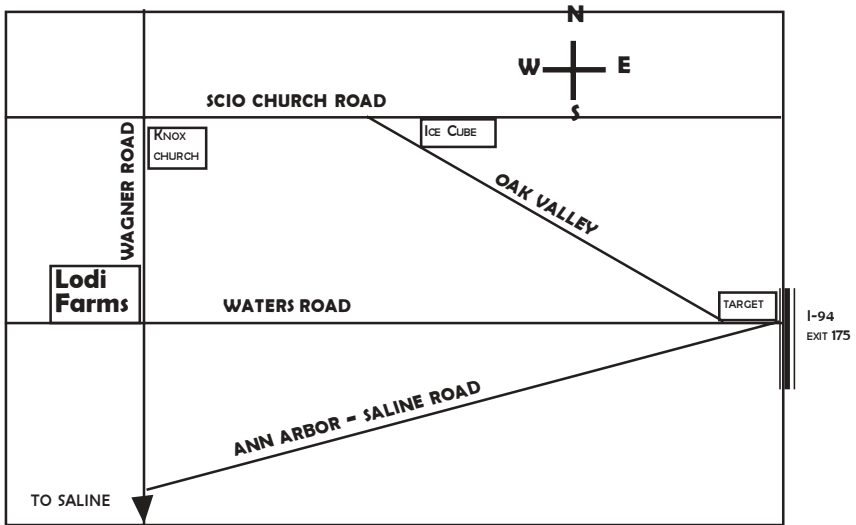 N
W E
S
SCIO CHURCH ROAD
KNOX
CHURCH
ICE CUBE
WAGNER ROAD
OAK VALLEY
Lodi
Farms
WATERS ROAD
TARGET
I-94
EXIT 175
ANN ARBOR - SALINE ROAD
TO SALINE